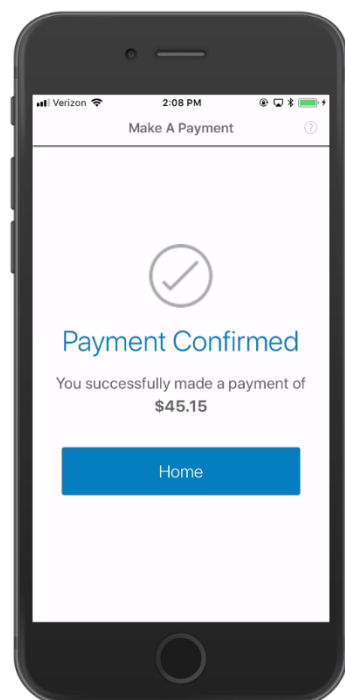 Verizon 2:08 PM
Make A Payment ?
Payment Confirmed
You successfully made a payment of
$45.15
Home